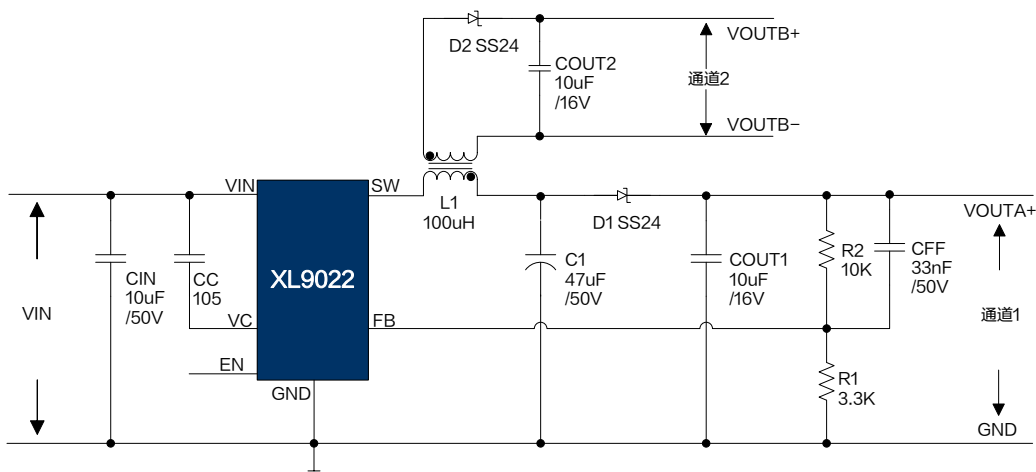 D2 SS24
COUT2
10uF
/16V
VOUTB+
通道2
VOUTB−
VIN
SW
L1
100uH
D1 SS24
VOUTA+
XL9022
VIN
CIN
10uF
/50V
CC
105
VC
EN
GND
FB
C1
47uF
/50V
COUT1
10uF
/16V
R2
10K
CFF
33nF
/50V
通道1
R1
3.3K
GND